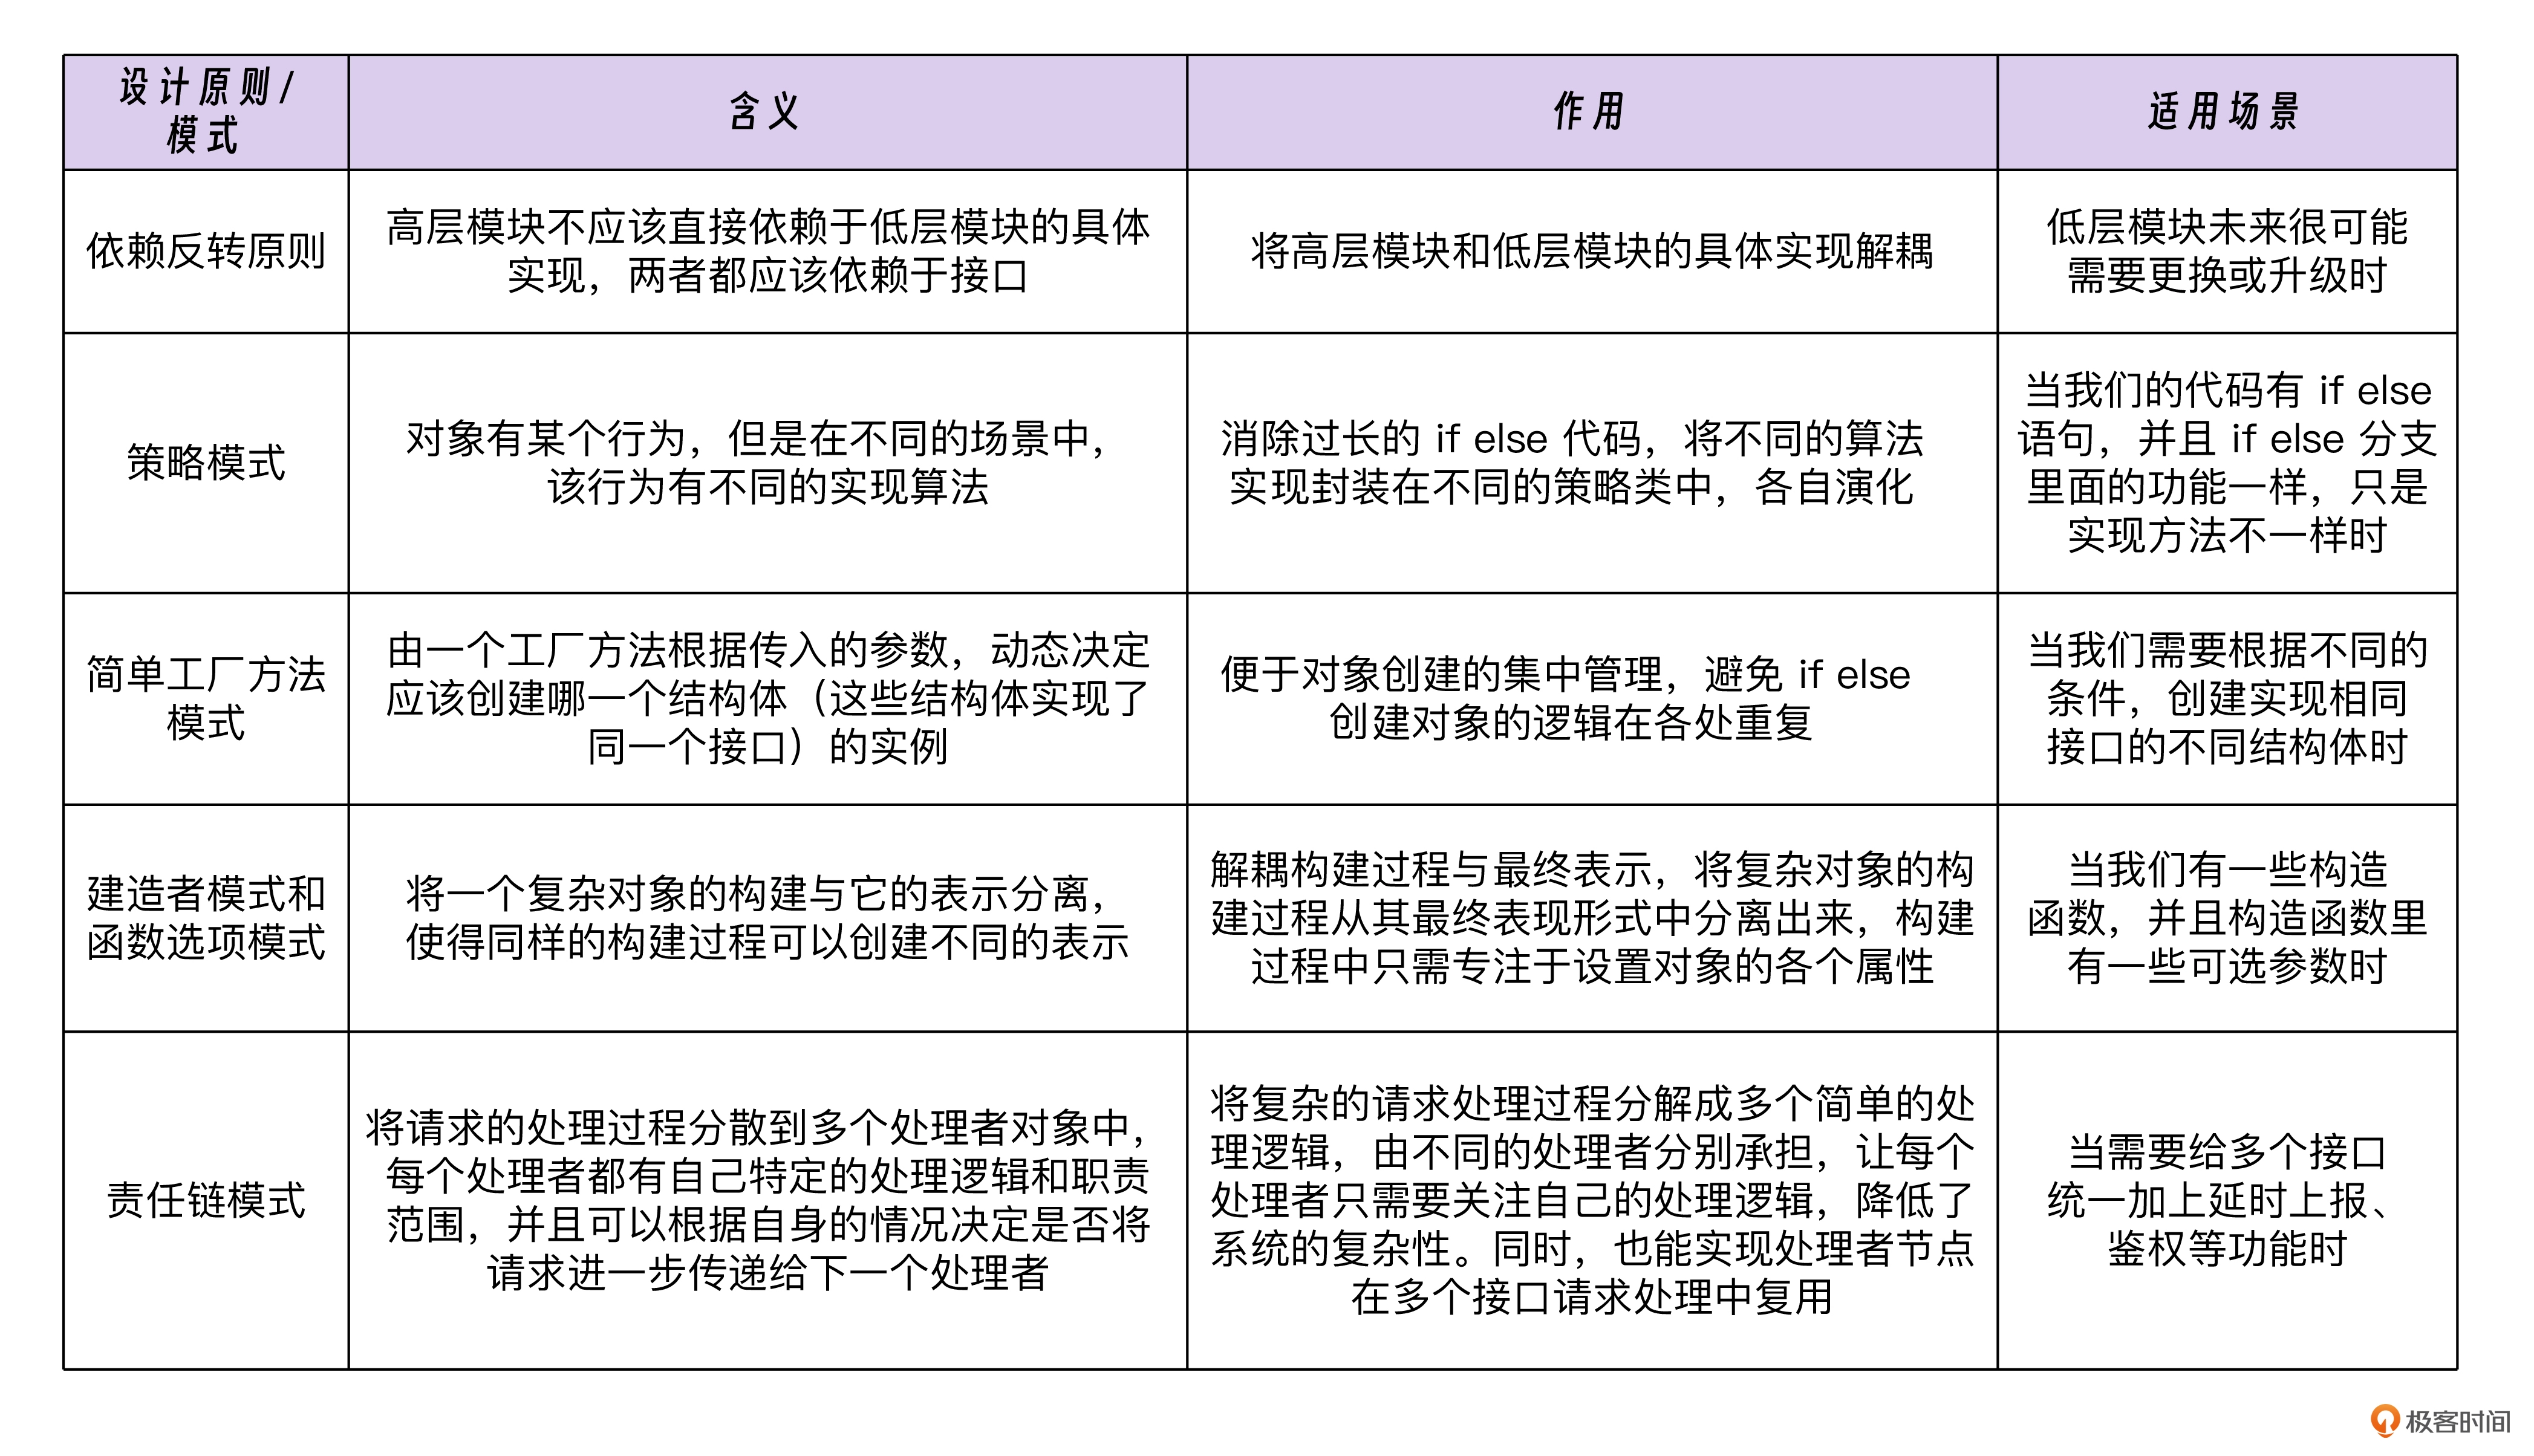 设计原则/
模式
含义
作用
适用场景
依赖反转原则
高层模块不应该直接依赖于低层模块的具体
实现，两者都应该依赖于接口
将高层模块和低层模块的具体实现解耦
低层模块未来很可能
需要更换或升级时
策略模式
对象有某个行为，但是在不同的场景中，
该行为有不同的实现算法
消除过长的 if else 代码，将不同的算法
实现封装在不同的策略类中，各自演化
当我们的代码有 if else
语句，并且 if else 分支
里面的功能一样，只是
实现方法不一样时
简单工厂方法
模式
由一个工厂方法根据传入的参数，动态决定
应该创建哪一个结构体（这些结构体实现了
同一个接口）的实例
便于对象创建的集中管理，避免 if else
创建对象的逻辑在各处重复
当我们需要根据不同的
条件，创建实现相同
接口的不同结构体时
建造者模式和
函数选项模式
将一个复杂对象的构建与它的表示分离，
使得同样的构建过程可以创建不同的表示
解耦构建过程与最终表示，将复杂对象的构
建过程从其最终表现形式中分离出来，构建
过程中只需专注于设置对象的各个属性
当我们有一些构造
函数，并且构造函数里
有一些可选参数时
责任链模式
将请求的处理过程分散到多个处理者对象中，
每个处理者都有自己特定的处理逻辑和职责
范围，并且可以根据自身的情况决定是否将
请求进一步传递给下一个处理者
将复杂的请求处理过程分解成多个简单的处
理逻辑，由不同的处理者分别承担，让每个
处理者只需要关注自己的处理逻辑，降低了
系统的复杂性。同时，也能实现处理者节点
在多个接口请求处理中复用
当需要给多个接口
统一加上延时上报、
鉴权等功能时
极客时间